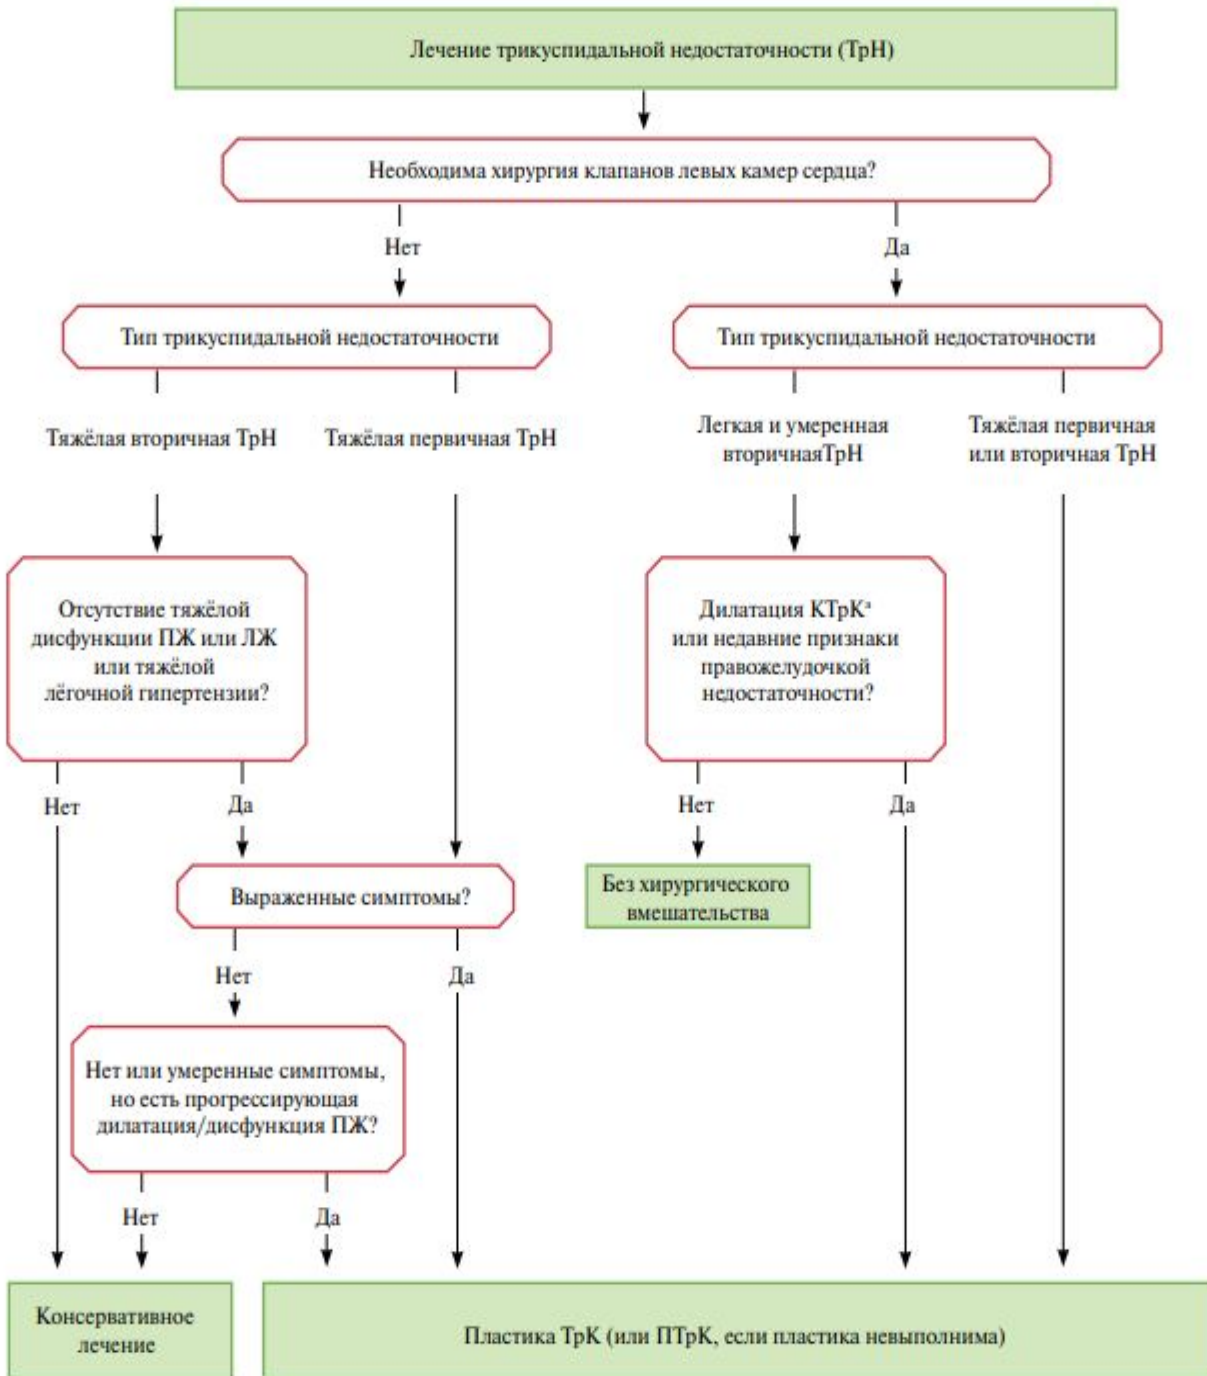 Лечение трикуспидальной недостаточности (ТрН)
Необходима хирургия клапанов левых камер сердца?
Нет
Да
Тип трикуспидальной недостаточности
Тип трикуспидальной недостаточности
Тяжёлая вторичная ТрН
Тяжёлая первичная ТрН
Легкая и умеренная
вторичнаяТрН
Тяжёлая первичная
или вторичная ТрН
Отсутствие тяжёлой
дисфункции ПЖ или ЛЖ
или тяжёлой
лёгочной гипертензии?
Дилатация КТрКᵃ
или недавние признаки
правожелудочкой
недостаточности?
Нет
Да
Нет
Да
Выраженные симптомы?
Без хирургического
вмешательства
Нет
Да
Нет или умеренные симптомы,
но есть прогрессирующая
дилатация/дисфункция ПЖ?
Нет
Да
Консервативное
лечение
Пластика ТрК (или ПТрК, если пластика невыполнима)